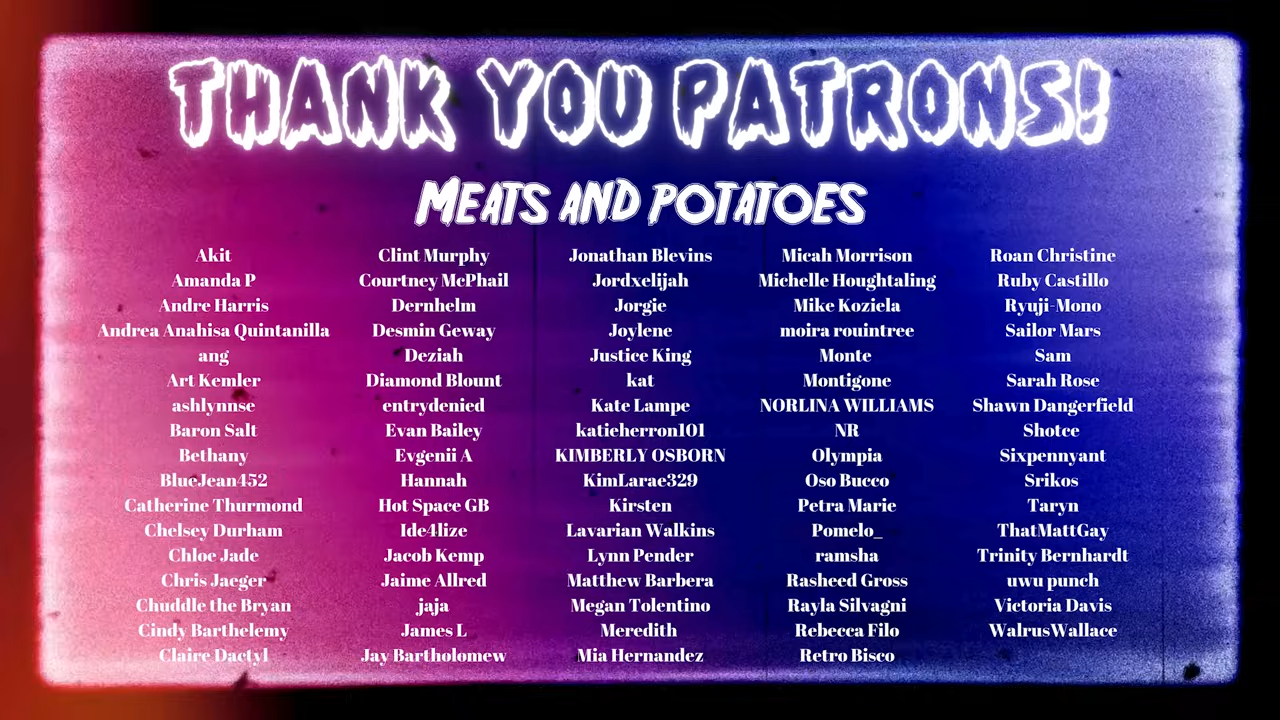 THANK YOU PATRONS!
MEATS AND POTATOES
Akit
Amanda P
Andre Harris
Andrea Anahisa Quintanilla
ang
Art Kemler
ashlynnse
Baron Salt
Bethany
BlueJean452
Catherine Thurmond
Chelsey Durham
Chloe Jade
Chris Jaeger
Chuddle the Bryan
Cindy Barthelemy
Claire Dactyl
Clint Murphy
Courtney McPhail
Dernhelm
Desmin Geway
Deziah
Diamond Blount
entrydenied
Evan Bailey
Evgenii A
Hannah
Hot Space GB
Ide4lize
Jacob Kemp
Jaime Allred
jaja
James L
Jay Bartholomew
Jonathan Blevins
Jordxelijah
Jorgie
Joylene
Justice King
kat
Kate Lampe
katieherron101
KIMBERLY OSBORN
KimLarae329
Kirsten
Lavarian Walkins
Lynn Pender
Matthew Barbera
Megan Tolentino
Meredith
Mia Hernandez
Micah Morrison
Michelle Houghtaling
Mike Koziela
moira rouintree
Monte
Montigone
NORLINA WILLIAMS
NR
Olympia
Oso Bucco
Petra Marie
Pomelo_
ramsha
Rasheed Gross
Rayla Silvagni
Rebecca Filo
Retro Bisco
Roan Christine
Ruby Castillo
Ryuji-Mono
Sailor Mars
Sam
Sarah Rose
Shawn Dangerfield
Shotce
Sixpennyant
Srikos
Taryn
ThatMattGay
Trinity Bernhardt
uwu punch
Victoria Davis
WalrusWallace